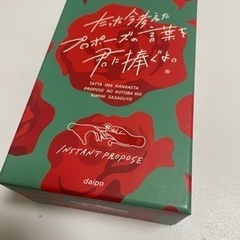 たった今考えた
プロポーズの言葉を
君に捧ぐよ。
TATTA IMA KANGAETA
PROPOSE NO KOTOBA WO
KIMINI SASAGUYO
INSTANT PROPOSE
daipo